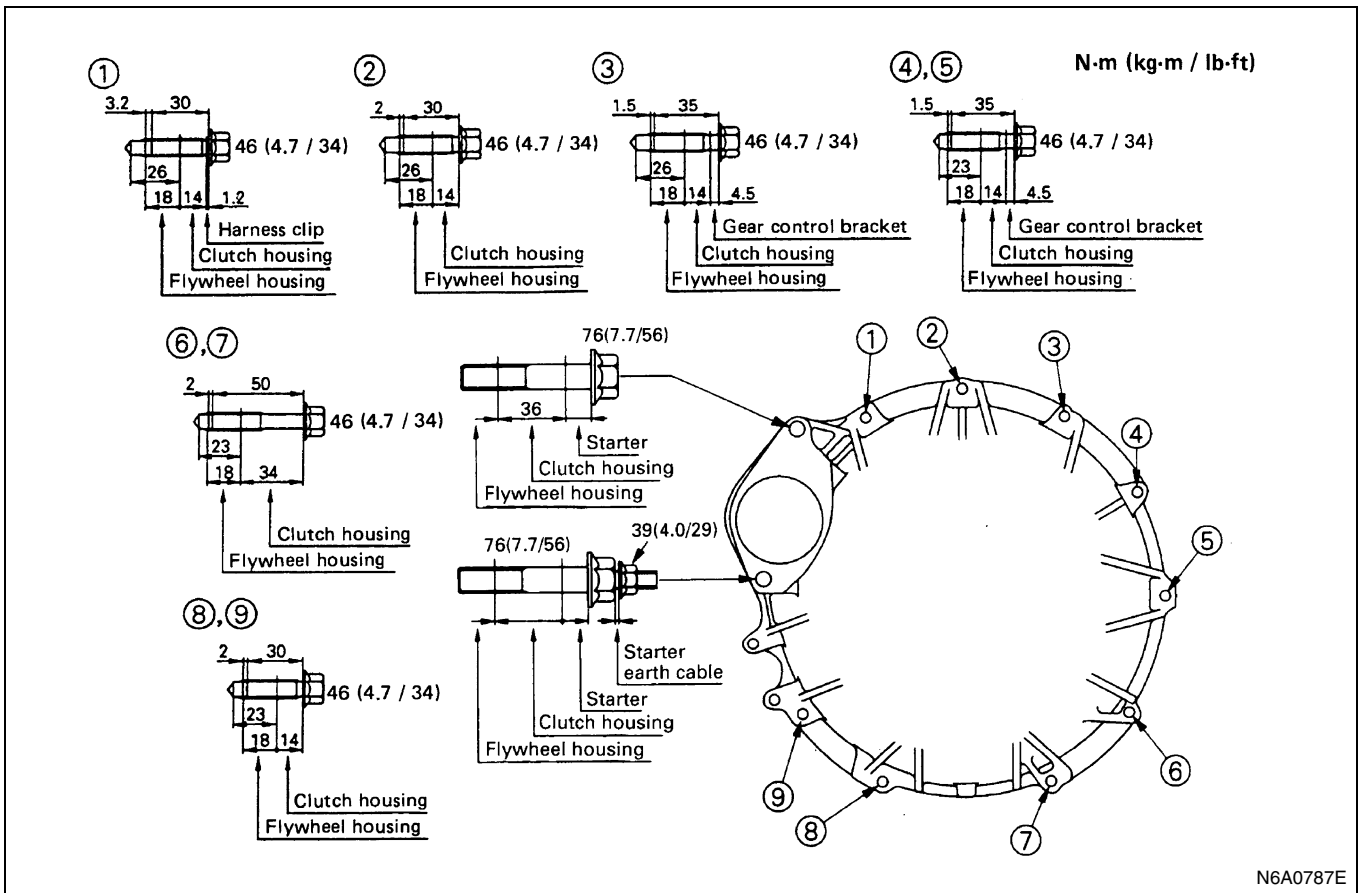 N·m (kg·m / lb·ft)
①
3.2 30
46 (4.7 / 34)
26
18 14 1.2
Harness clip
Clutch housing
Flywheel housing
②
2 30
46 (4.7 / 34)
26
18 14
Clutch housing
Flywheel housing
③
1.5 35
46 (4.7 / 34)
26
18 14 4.5
Gear control bracket
Clutch housing
Flywheel housing
④,⑤
1.5 35
46 (4.7 / 34)
23
18 14 4.5
Gear control bracket
Clutch housing
Flywheel housing
⑥,⑦
2 50
46 (4.7 / 34)
23
18 34
Clutch housing
Flywheel housing
76(7.7/56)
36
Starter
Clutch housing
Flywheel housing
76(7.7/56) 39(4.0/29)
Starter
earth cable
Starter
Clutch housing
Flywheel housing
⑧,⑨
2 30
46 (4.7 / 34)
23
18 14
Clutch housing
Flywheel housing
①
②
③
④
⑤
⑥
⑦
⑧
⑨
N6A0787E